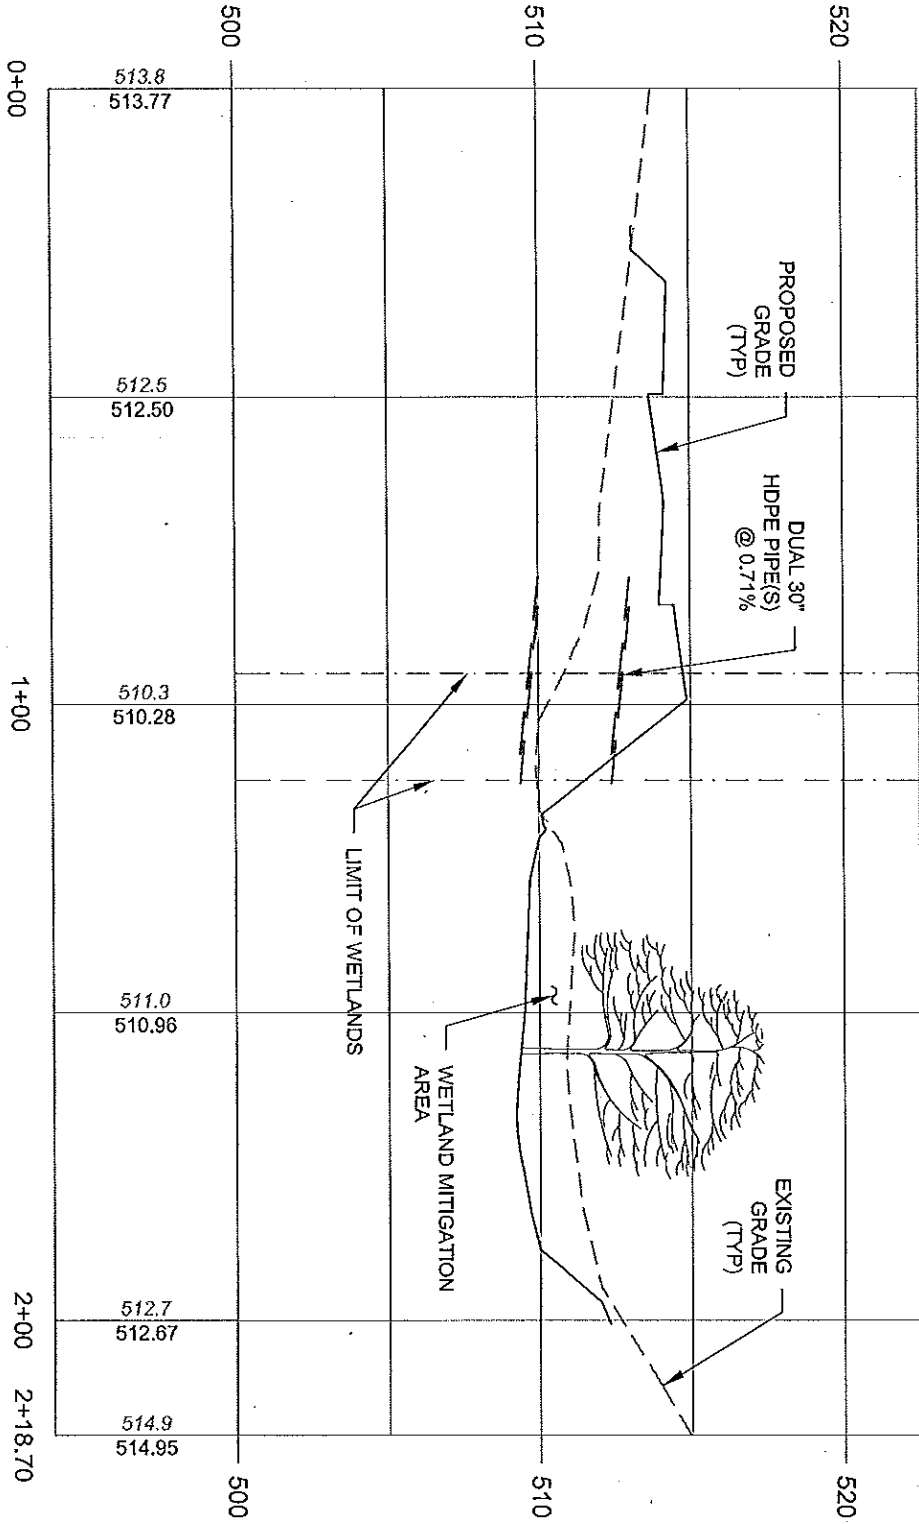 520
510
500
520
510
500
PROPOSED
GRADE
(TYP)
DUAL 30"
HDPE PIPE(S)
@ 0.71%
EXISTING
GRADE
(TYP)
LIMIT OF WETLANDS
WETLAND MITIGATION
AREA
513.8
513.77
512.5
512.50
510.3
510.28
511.0
510.96
512.7
512.67
514.9
514.95
0+00
1+00
2+00
2+18.70